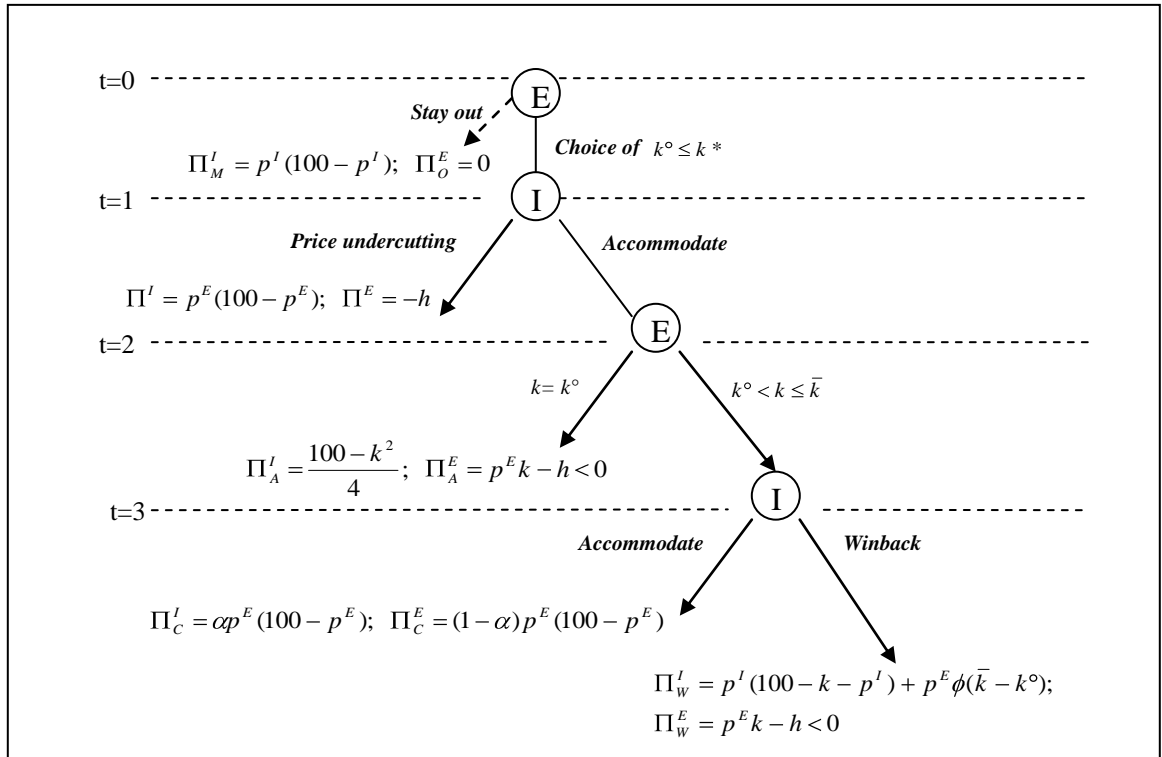 t=0
E
Stay out
Choice of k° ≤ k *
Π_M^I = p^I (100 − p^I); Π_O^E = 0
t=1
I
Price undercutting
Accommodate
Π^I = p^E (100 − p^E); Π^E = −h
E
t=2
k= k°
k° < k ≤ k̄
Π_A^I = (100 − k^2)/4; Π_A^E = p^E k − h < 0
I
t=3
Accommodate
Winback
Π_C^I = αp^E (100 − p^E); Π_C^E = (1 − α) p^E (100 − p^E)
Π_W^I = p^I (100 − k − p^I) + p^E ϕ(k̄ − k°);
Π_W^E = p^E k − h < 0